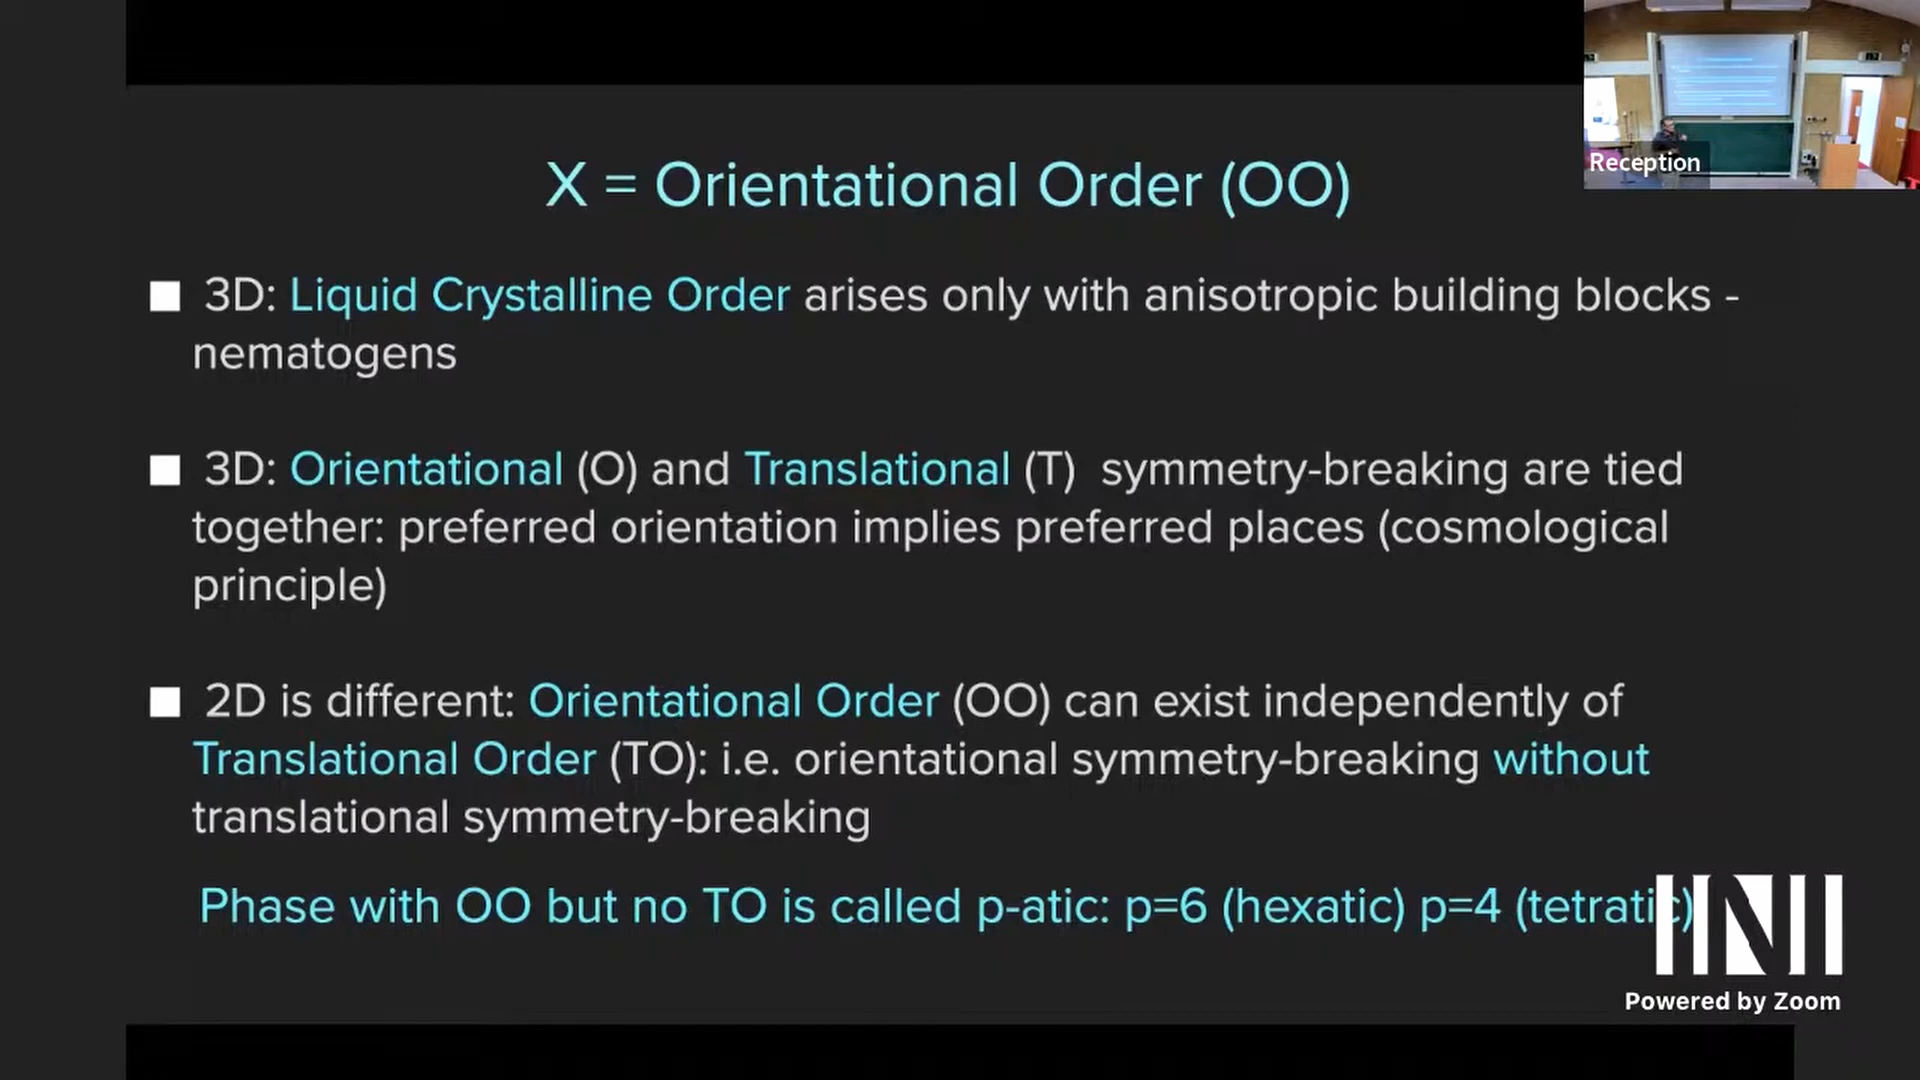 Reception
X = Orientational Order (OO)
■ 3D: Liquid Crystalline Order arises only with anisotropic building blocks -
nematogens
■ 3D: Orientational (O) and Translational (T) symmetry-breaking are tied
together: preferred orientation implies preferred places (cosmological
principle)
■ 2D is different: Orientational Order (OO) can exist independently of
Translational Order (TO): i.e. orientational symmetry-breaking without
translational symmetry-breaking
Phase with OO but no TO is called p-atic: p=6 (hexatic) p=4 (tetratic)
INI
Powered by Zoom